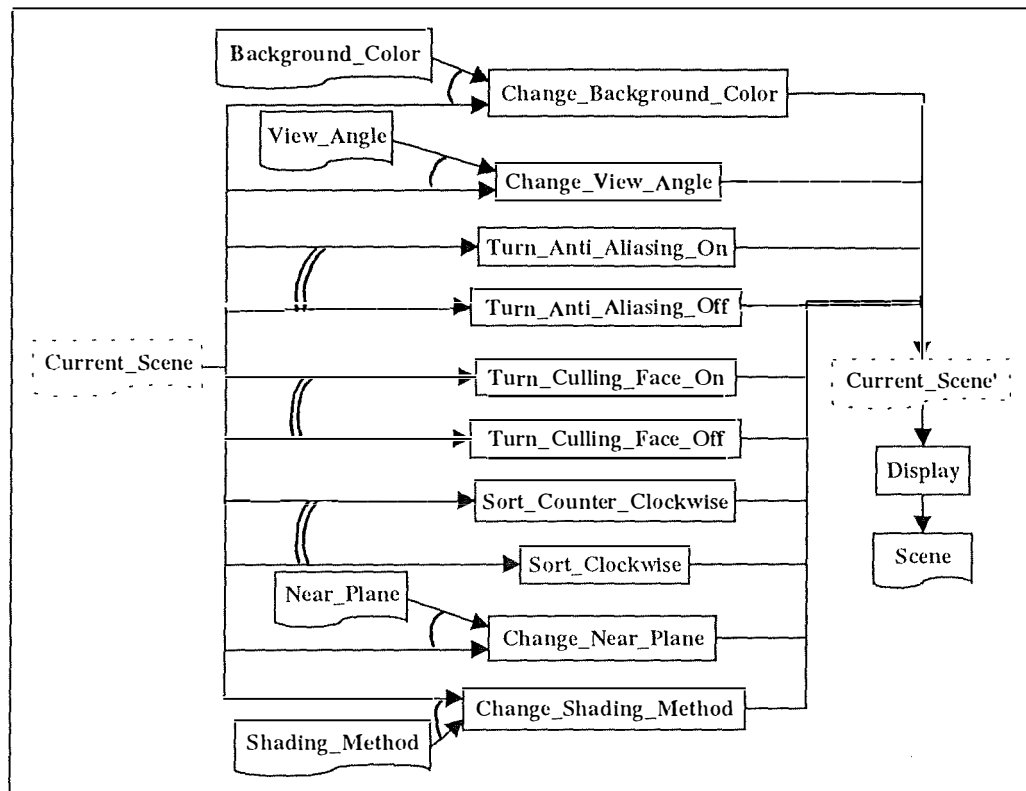 Background_Color
Change_Background_Color
View_Angle
Change_View_Angle
Turn_Anti_Aliasing_On
Turn_Anti_Aliasing_Off
Current_Scene
Turn_Culling_Face_On
Current_Scene'
Turn_Culling_Face_Off
Display
Sort_Counter_Clockwise
Scene
Sort_Clockwise
Near_Plane
Change_Near_Plane
Change_Shading_Method
Shading_Method